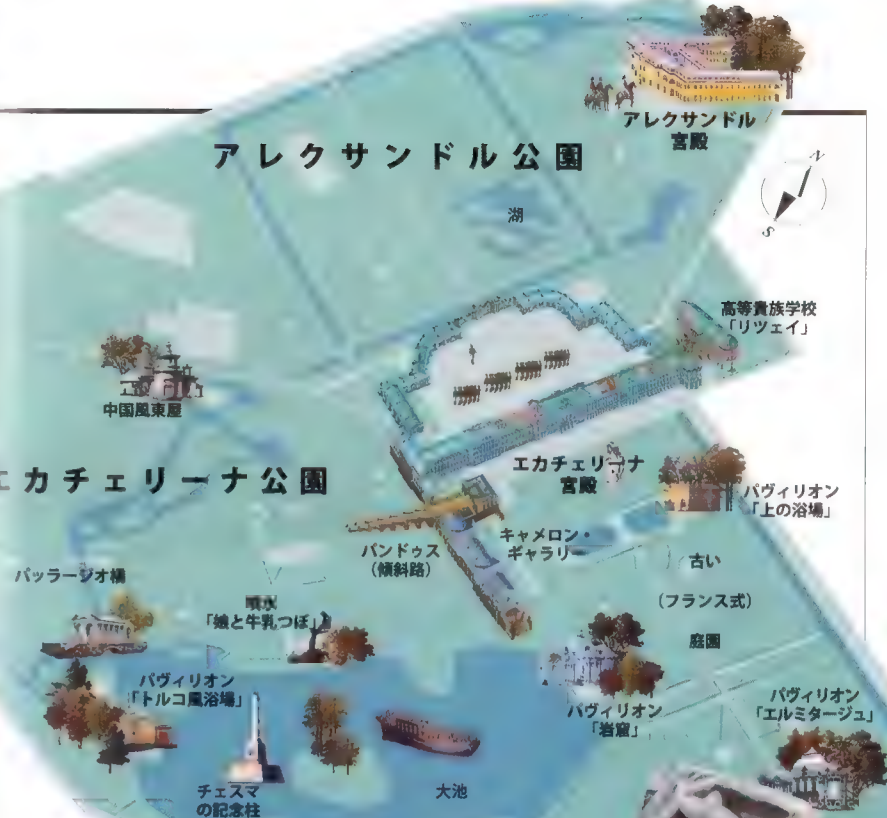 アレクサンドル
宮殿
アレクサンドル公園
N
S
湖
高等貴族学校
「リツェイ」
中国風東屋
エカチェリーナ
宮殿
エカチェリーナ公園
パヴィリオン
「上の浴場」
キャメロン・
ギャラリー
パンドゥス
(傾斜路)
古い
(フランス式)
庭園
パッラージオ橋
噴水
「娘と牛乳つぼ」
パヴィリオン
「トルコ風浴場」
パヴィリオン
「岩窟」
パヴィリオン
「エルミタージュ」
チェスマ
の記念柱
大池